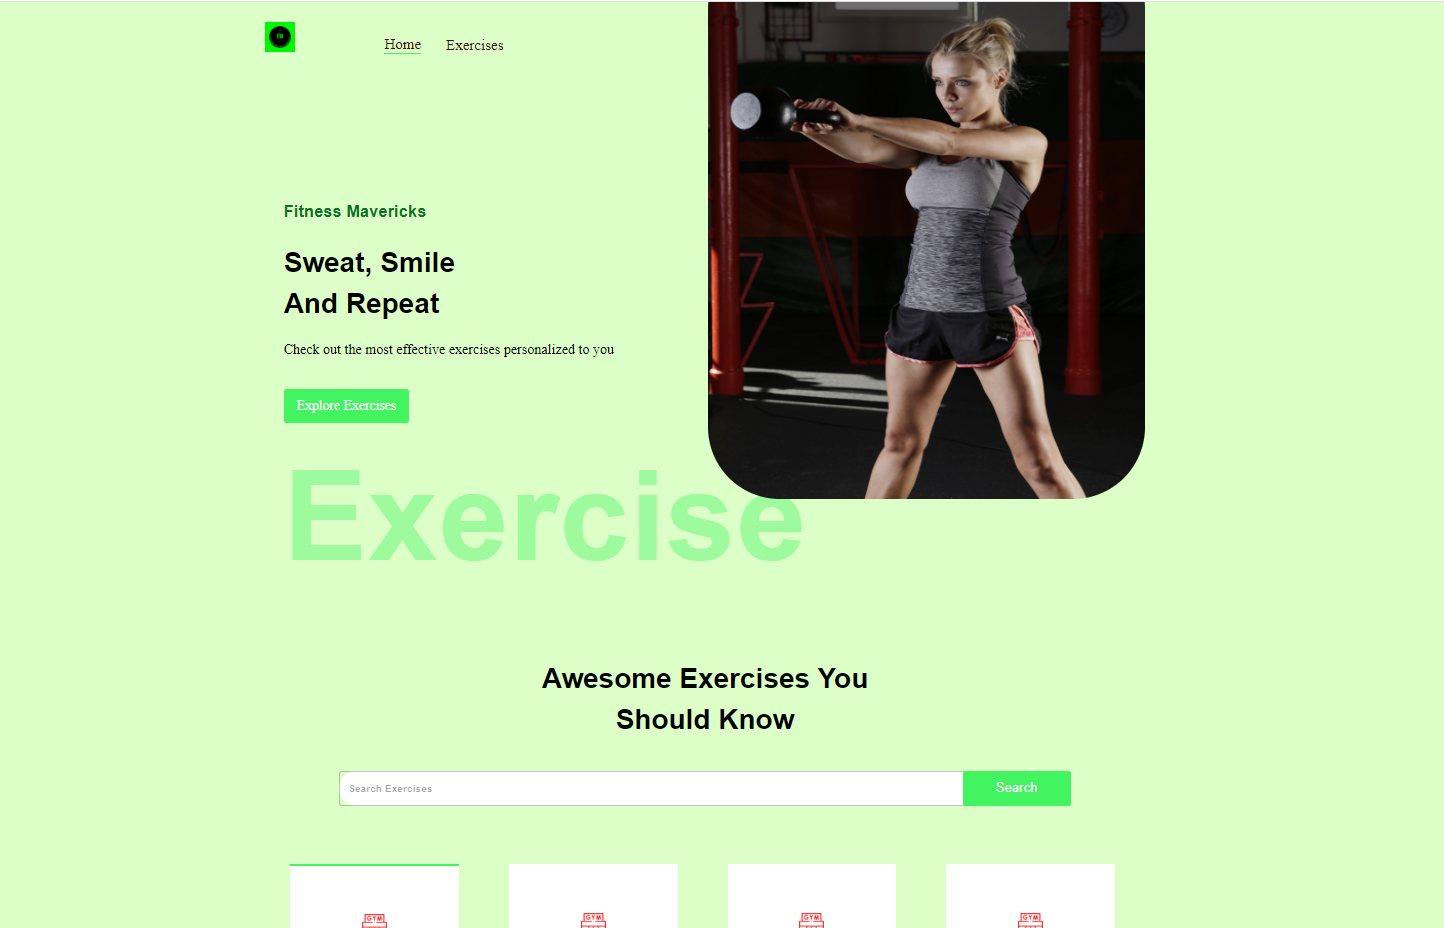 Home Exercises
Fitness Mavericks
Sweat, Smile
And Repeat
Check out the most effective exercises personalized to you
Explore Exercises
Exercise
Awesome Exercises You
Should Know
Search Exercises Search
GYM GYM GYM GYM